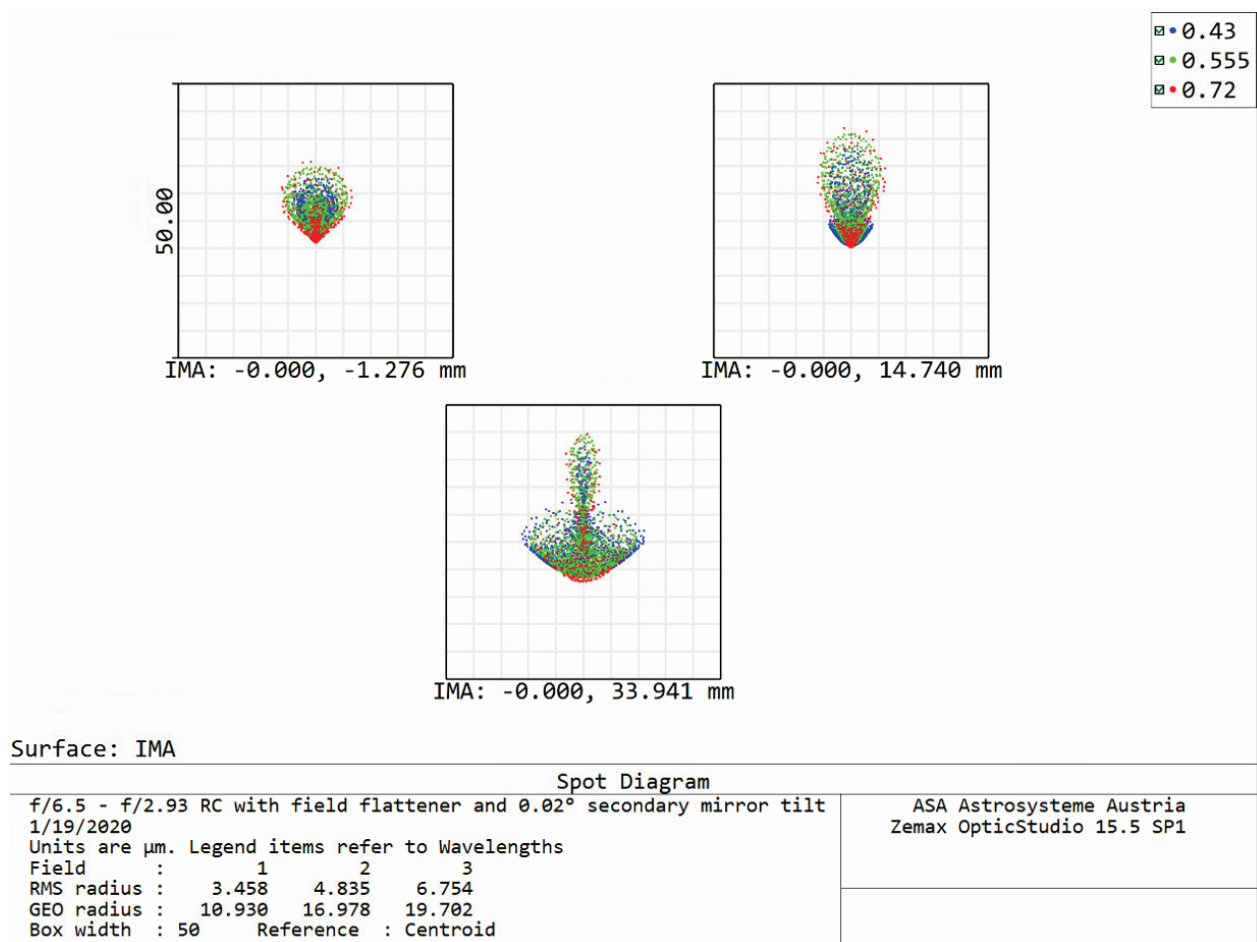 0.43
0.555
0.72
50.00
IMA: -0.000, -1.276 mm
IMA: -0.000, 14.740 mm
IMA: -0.000, 33.941 mm
Surface: IMA
Spot Diagram
f/6.5 - f/2.93 RC with field flattener and 0.02° secondary mirror tilt
1/19/2020
Units are µm. Legend items refer to Wavelengths
Field : 1 2 3
RMS radius : 3.458 4.835 6.754
GEO radius : 10.930 16.978 19.702
Box width : 50 Reference : Centroid
ASA Astrosysteme Austria
Zemax OpticStudio 15.5 SP1